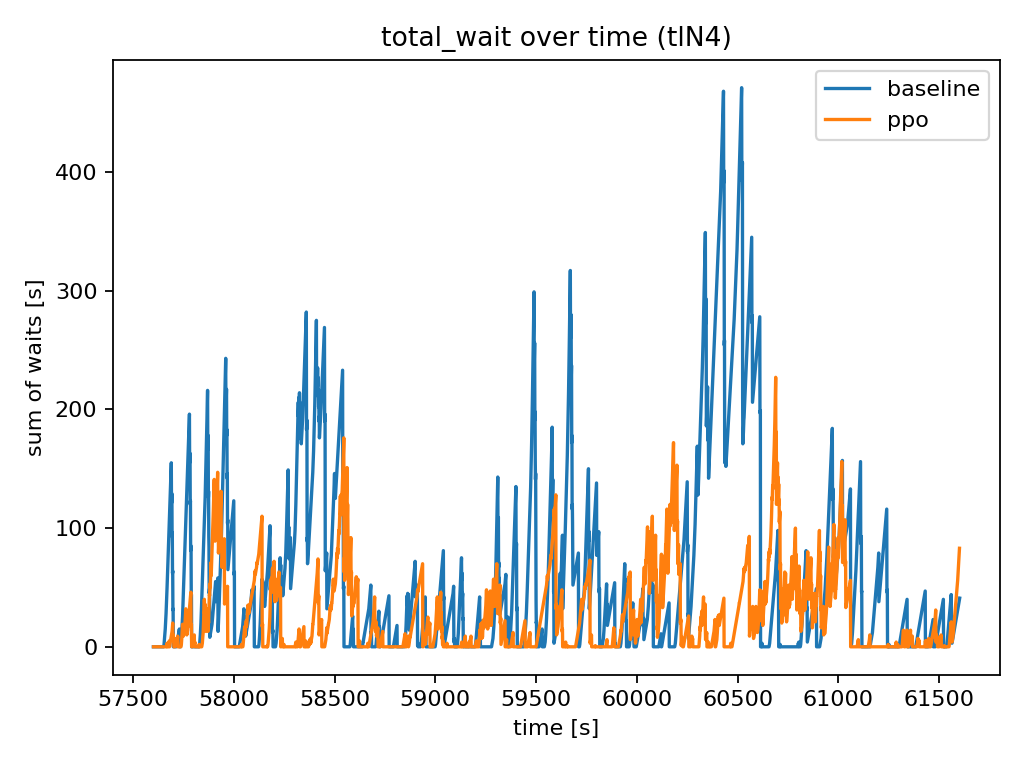 total_wait over time (tlN4)
baseline
ppo
sum of waits [s]
400
300
200
100
0
57500 58000 58500 59000 59500 60000 60500 61000 61500
time [s]